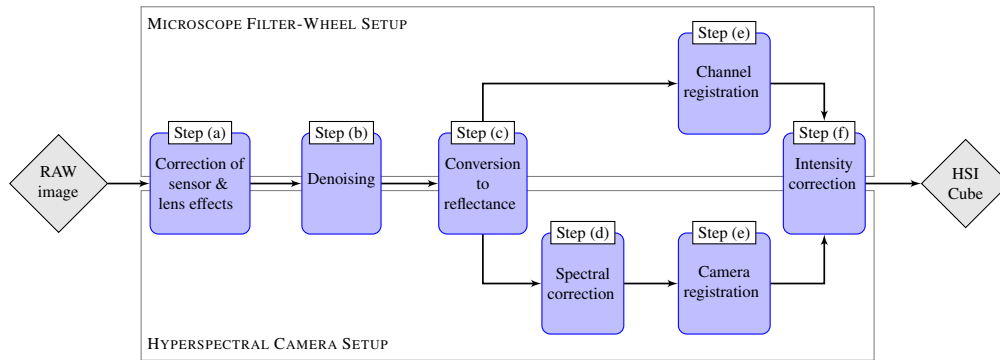 MICROSCOPE FILTER-WHEEL SETUP
Step (e)
Channel
registration
Step (a)
Correction of
sensor &
lens effects
Step (b)
Denoising
Step (c)
Conversion
to
reflectance
Step (f)
Intensity
correction
RAW
image
HSI
Cube
Step (d)
Spectral
correction
Step (e)
Camera
registration
HYPERSPECTRAL CAMERA SETUP